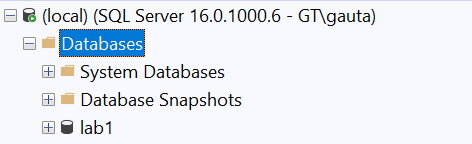 (local) (SQL Server 16.0.1000.6 - GT\gauta)
Databases
System Databases
Database Snapshots
lab1